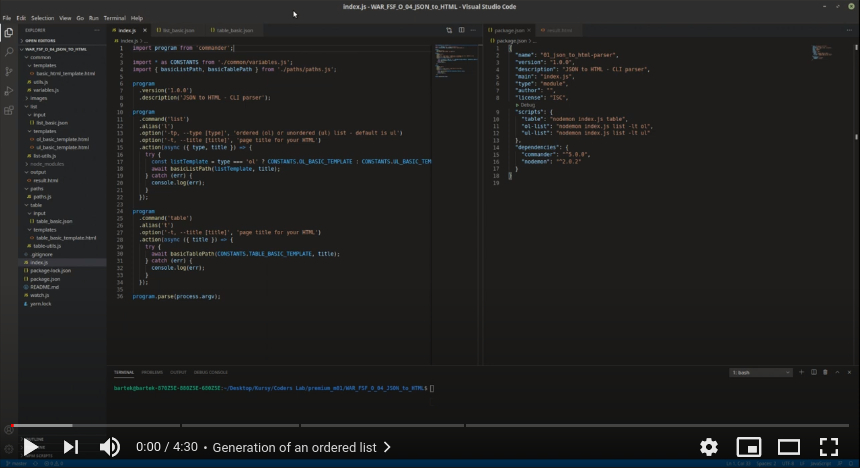 index.js - WAR_FSF_O_04_JSON_to_HTML - Visual Studio Code
File Edit Selection View Go Run Terminal Help
EXPLORER
OPEN EDITORS
WAR_FSF_O_04_JSON_TO_HTML
common
templates
basic_html_template.html
utils.js
variables.js
images
list
input
list_basic.json
templates
ol_basic_template.html
ul_basic_template.html
list-utils.js
node_modules
output
result.html
paths
paths.js
table
input
table_basic.json
templates
table_basic_template.html
table-utils.js
.gitignore
index.js
package-lock.json
package.json
README.md
watch.js
yarn.lock
index.js list_basic.json table_basic.json
index.js
1 import program from 'commander';
2
3 import * as CONSTANTS from './common/variables.js';
4 import { basicListPath, basicTablePath } from './paths/paths.js';
5
6 program
7 .version('1.0.0')
8 .description('JSON to HTML - CLI parser');
9
10 program
11 .command('list')
12 .alias('l')
13 .option('-tp, --type [type]', 'ordered (ol) or unordered (ul) list - default is ul')
14 .option('-t, --title [title]', 'page title for your HTML')
15 .action(async ({ type, title }) => {
16 try {
17 const listTemplate = type === 'ol' ? CONSTANTS.OL_BASIC_TEMPLATE : CONSTANTS.UL_BASIC_TEM
18 await basicListPath(listTemplate, title);
19 } catch (err) {
20 console.log(err);
21 }
22 });
23
24 program
25 .command('table')
26 .alias('t')
27 .option('-t, --title [title]', 'page title for your HTML')
28 .action(async ({ title }) => {
29 try {
30 await basicTablePath(CONSTANTS.TABLE_BASIC_TEMPLATE, title);
31 } catch (err) {
32 console.log(err);
33 }
34 });
35
36 program.parse(process.argv);
package.json result.html
package.json
1 {
2 "name": "01_json_to_html-parser",
3 "version": "1.0.0",
4 "description": "JSON to HTML - CLI parser",
5 "main": "index.js",
6 "type": "module",
7 "author": "",
8 "license": "ISC",
Debug
9 "scripts": {
10 "table": "nodemon index.js table",
11 "ol-list": "nodemon index.js list -lt ol",
12 "ul-list": "nodemon index.js list -lt ul"
13 },
14 "dependencies": {
15 "commander": "^5.0.0",
16 "nodemon": "^2.0.2"
17 }
18 }
19
TERMINAL PROBLEMS OUTPUT DEBUG CONSOLE
1: bash
0:00 / 4:30 • Generation of an ordered list